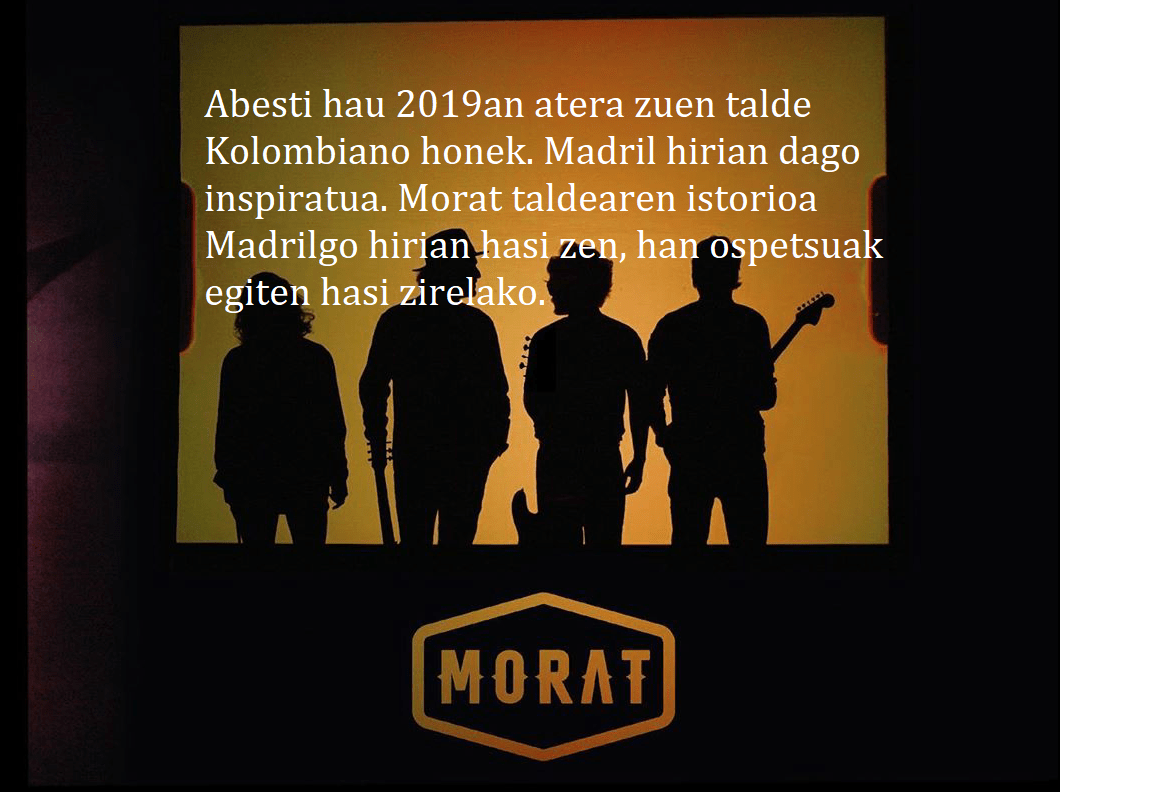 Abesti hau 2019an atera zuen talde
Kolombiano honek. Madril hirian dago
inspiratua. Morat taldearen istorioa
Madrilgo hirian hasi zen, han ospetsuak
egiten hasi zirelako.
MORAT